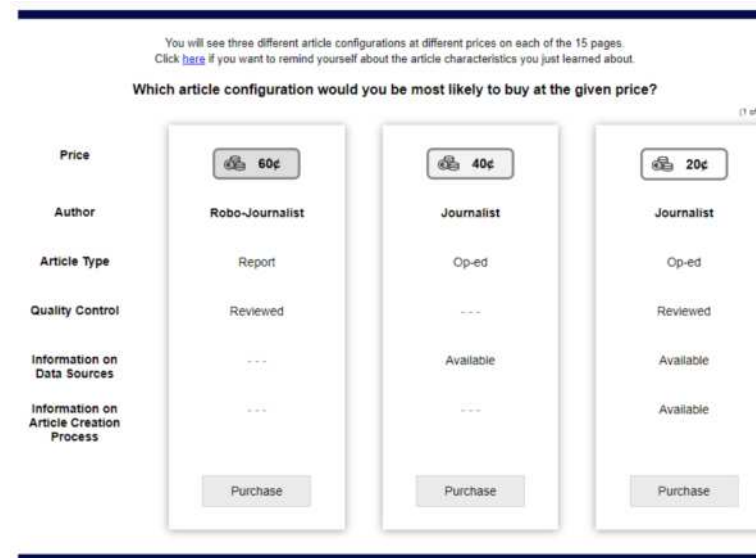 You will see three different article configurations at different prices on each of the 15 pages.
Click here if you want to remind yourself about the article characteristics you just learned about.
Which article configuration would you be most likely to buy at the given price?
(1 of
Price 60¢ 40¢ 20¢
Author Robo-Journalist Journalist Journalist
Article Type Report Op-ed Op-ed
Quality Control Reviewed --- Reviewed
Information on
Data Sources --- Available Available
Information on
Article Creation
Process --- --- Available
Purchase Purchase Purchase